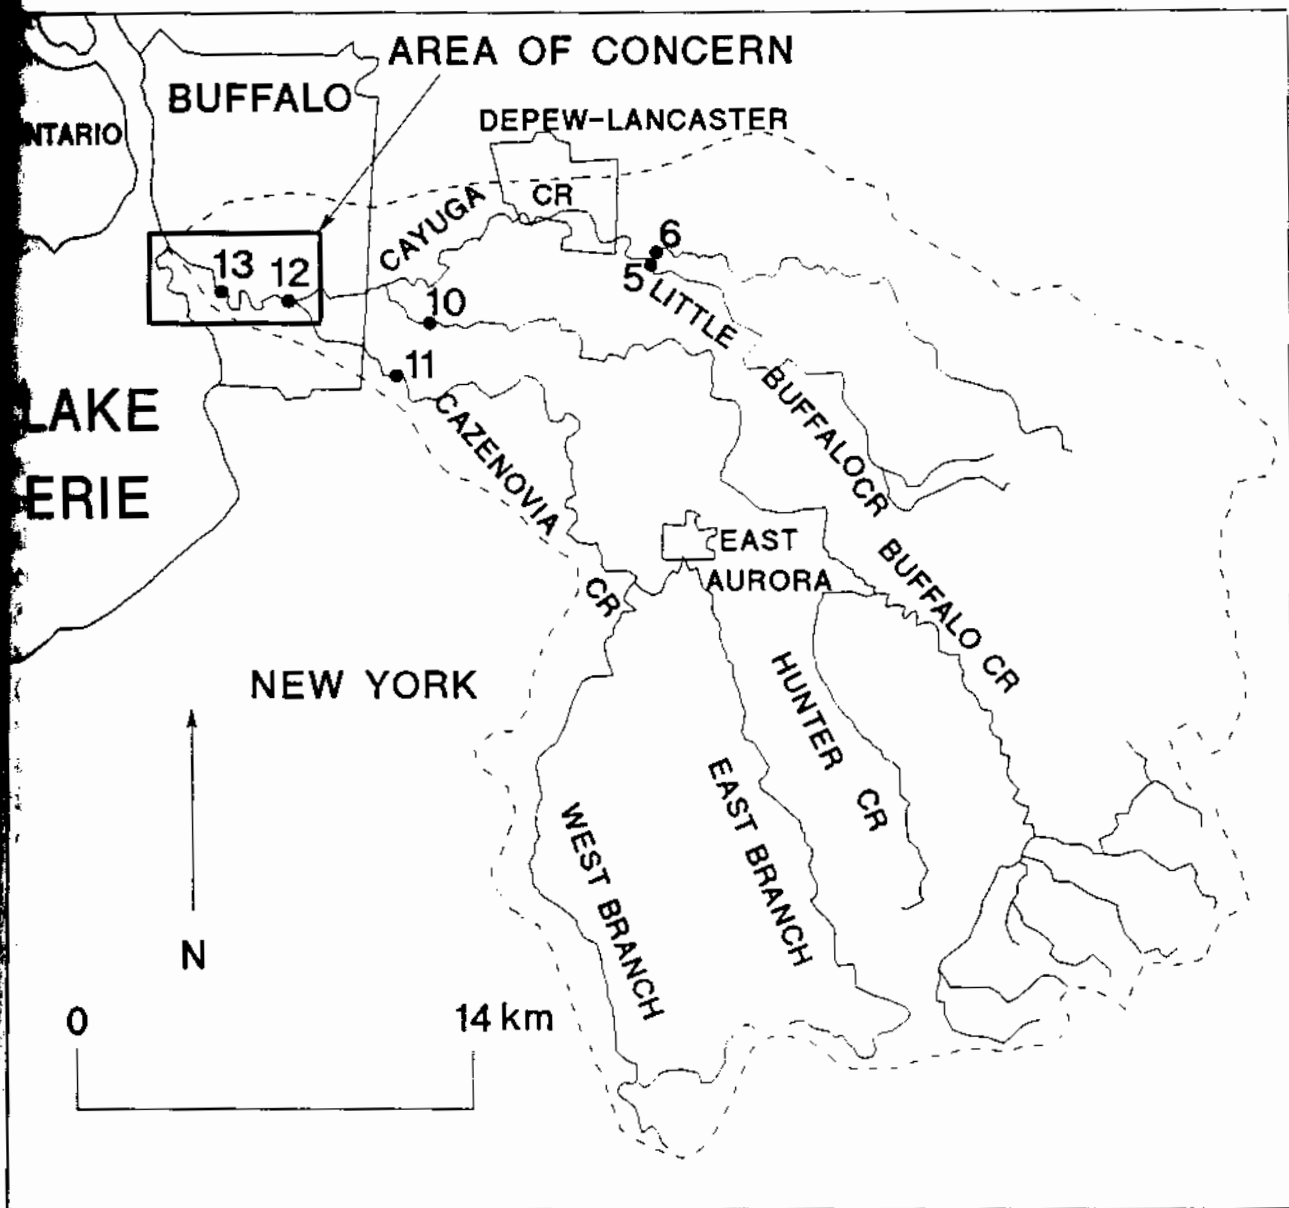 AREA OF CONCERN
BUFFALO
DEPEW-LANCASTER
NTARIO
CR
CAYUGA
6
13
12
5
10
LITTLE
11
LAKE
ERIE
CAZENOVIA
CR
BUFFALO CR
EAST
AURORA
BUFFALO CR
NEW YORK
HUNTER
CR
EAST BRANCH
WEST BRANCH
N
0
14 km